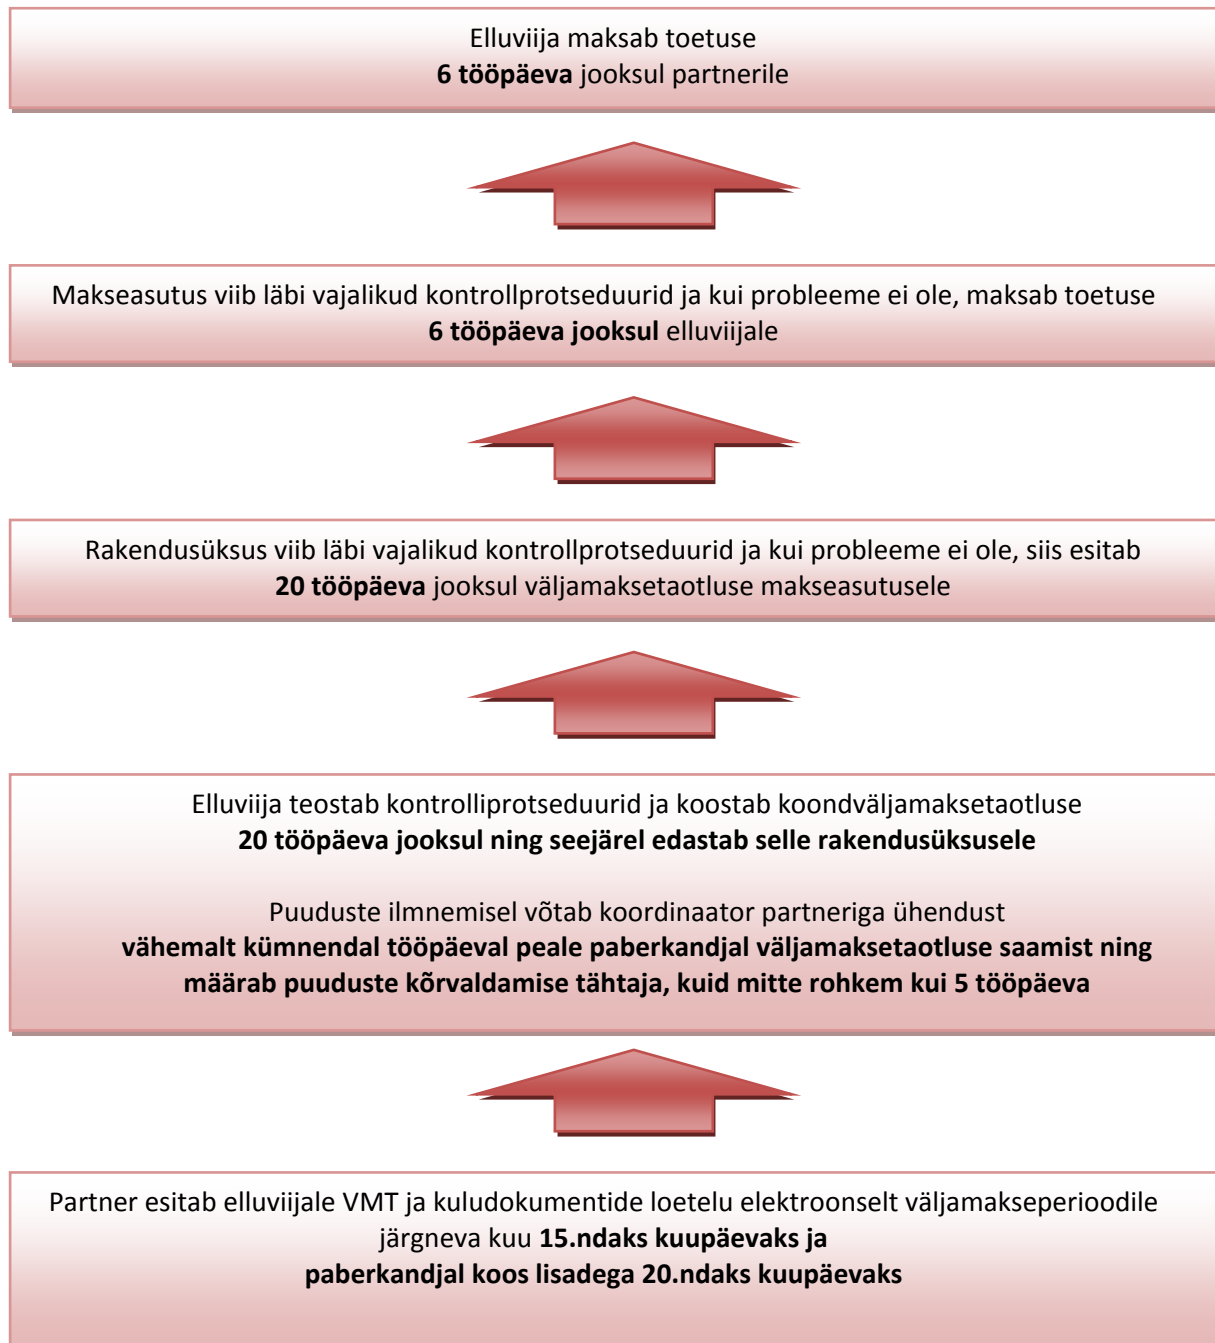 Elluviija maksab toetuse
6 tööpäeva jooksul partnerile
Makseasutus viib läbi vajalikud kontrollprotseduurid ja kui probleeme ei ole, maksab toetuse
6 tööpäeva jooksul elluviijale
Rakendusüksus viib läbi vajalikud kontrollprotseduurid ja kui probleeme ei ole, siis esitab
20 tööpäeva jooksul väljamaksetaotluse makseasutusele
Elluviija teostab kontrolliprotseduurid ja koostab koondväljamaksetaotluse
20 tööpäeva jooksul ning seejärel edastab selle rakendusüksusele
Puuduste ilmnemisel võtab koordinaator partneriga ühendust
vähemalt kümnendal tööpäeval peale paberkandjal väljamaksetaotluse saamist ning
määrab puuduste kõrvaldamise tähtaja, kuid mitte rohkem kui 5 tööpäeva
Partner esitab elluviijale VMT ja kuludokumentide loetelu elektroonselt väljamakseperioodile
järgneva kuu 15.ndaks kuupäevaks ja
paberkandjal koos lisadega 20.ndaks kuupäevaks